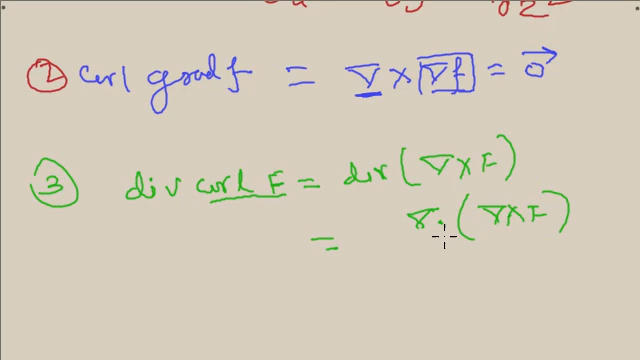 ② curl grad f = ∇ × ∇f = 0⃗
③ div curl F = div (∇×F)
= ∇·(∇×F)